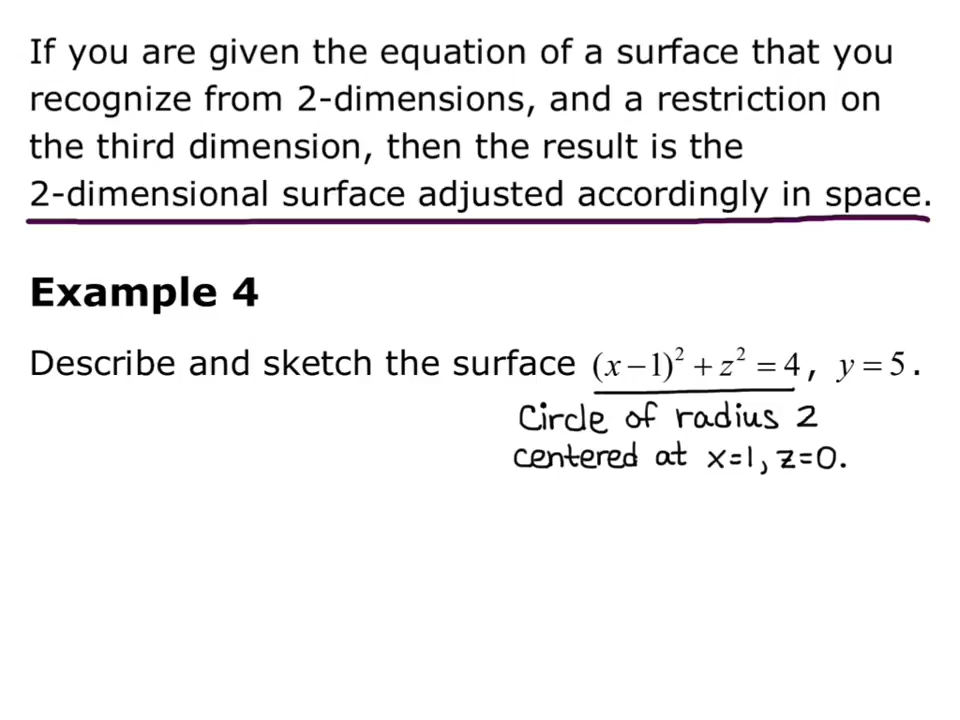 If you are given the equation of a surface that you
recognize from 2-dimensions, and a restriction on
the third dimension, then the result is the
2-dimensional surface adjusted accordingly in space.
Example 4
Describe and sketch the surface (x − 1)² + z² = 4, y = 5.
Circle of radius 2
centered at x=1, z=0.